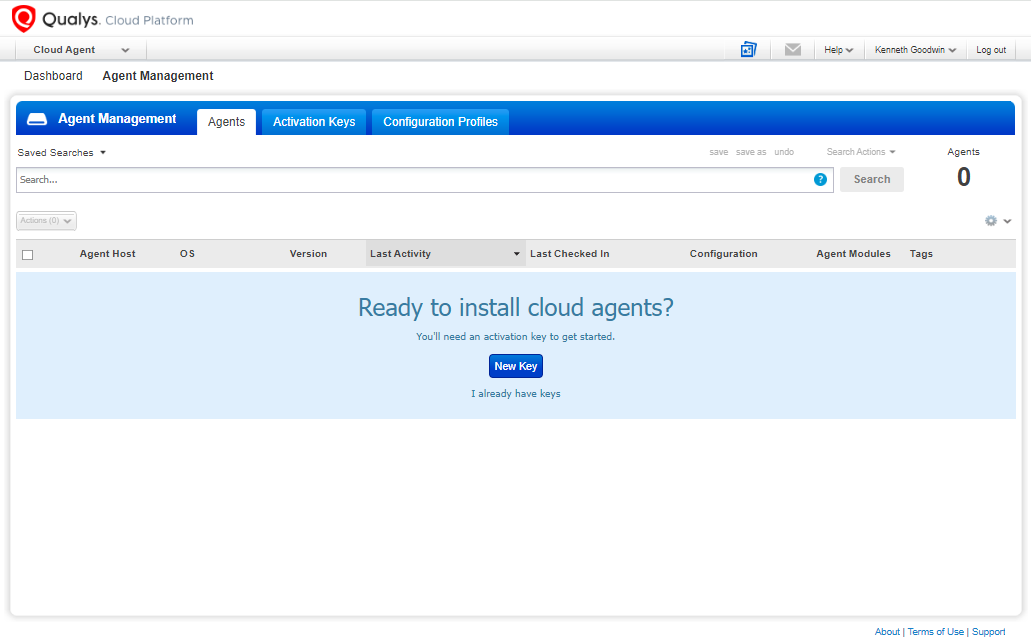 Qualys. Cloud Platform
Cloud Agent
Help Kenneth Goodwin Log out
Dashboard Agent Management
Agent Management Agents Activation Keys Configuration Profiles
Saved Searches save save as undo Search Actions Agents
Search... ? Search 0
Actions (0)
Agent Host OS Version Last Activity Last Checked In Configuration Agent Modules Tags
Ready to install cloud agents?
You'll need an activation key to get started.
New Key
I already have keys
About | Terms of Use | Support